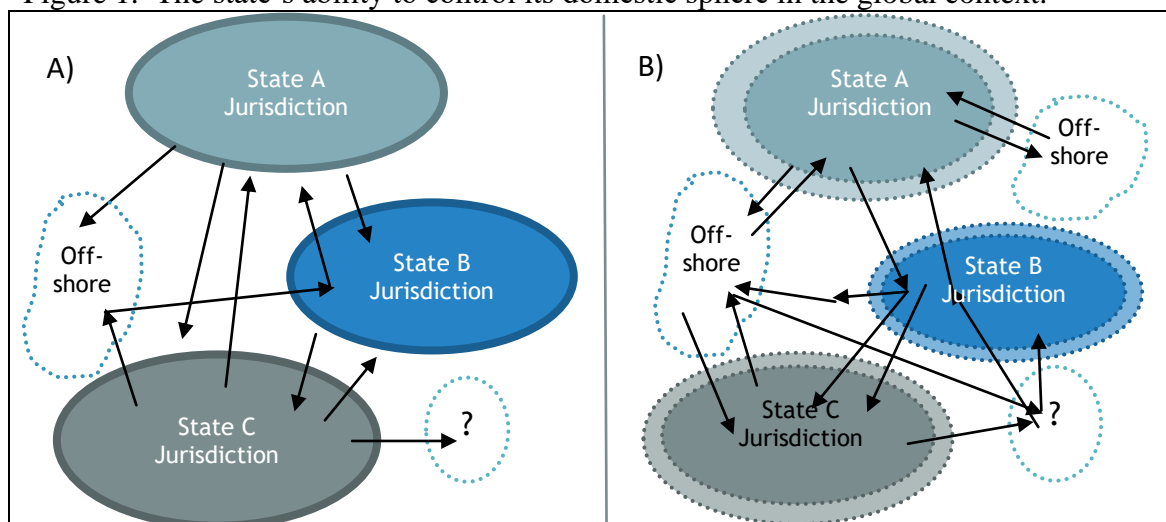 Figure 1. The state's ability to control its domestic sphere in the global context.
A)
State A
Jurisdiction
Off-
shore
State B
Jurisdiction
State C
Jurisdiction
?
B)
State A
Jurisdiction
Off-
shore
Off-
shore
State B
Jurisdiction
State C
Jurisdiction
?